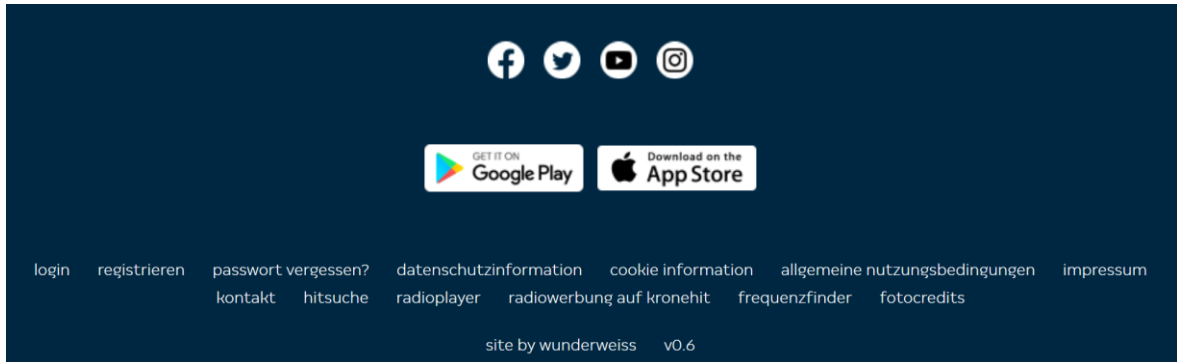 GET IT ON
Google Play
Download on the
App Store
login registrieren passwort vergessen? datenschutzinformation cookie information allgemeine nutzungsbedingungen impressum
kontakt hitsuche radioplayer radiowerbung auf kronehit frequenzfinder fotocredits
site by wunderweiss v0.6